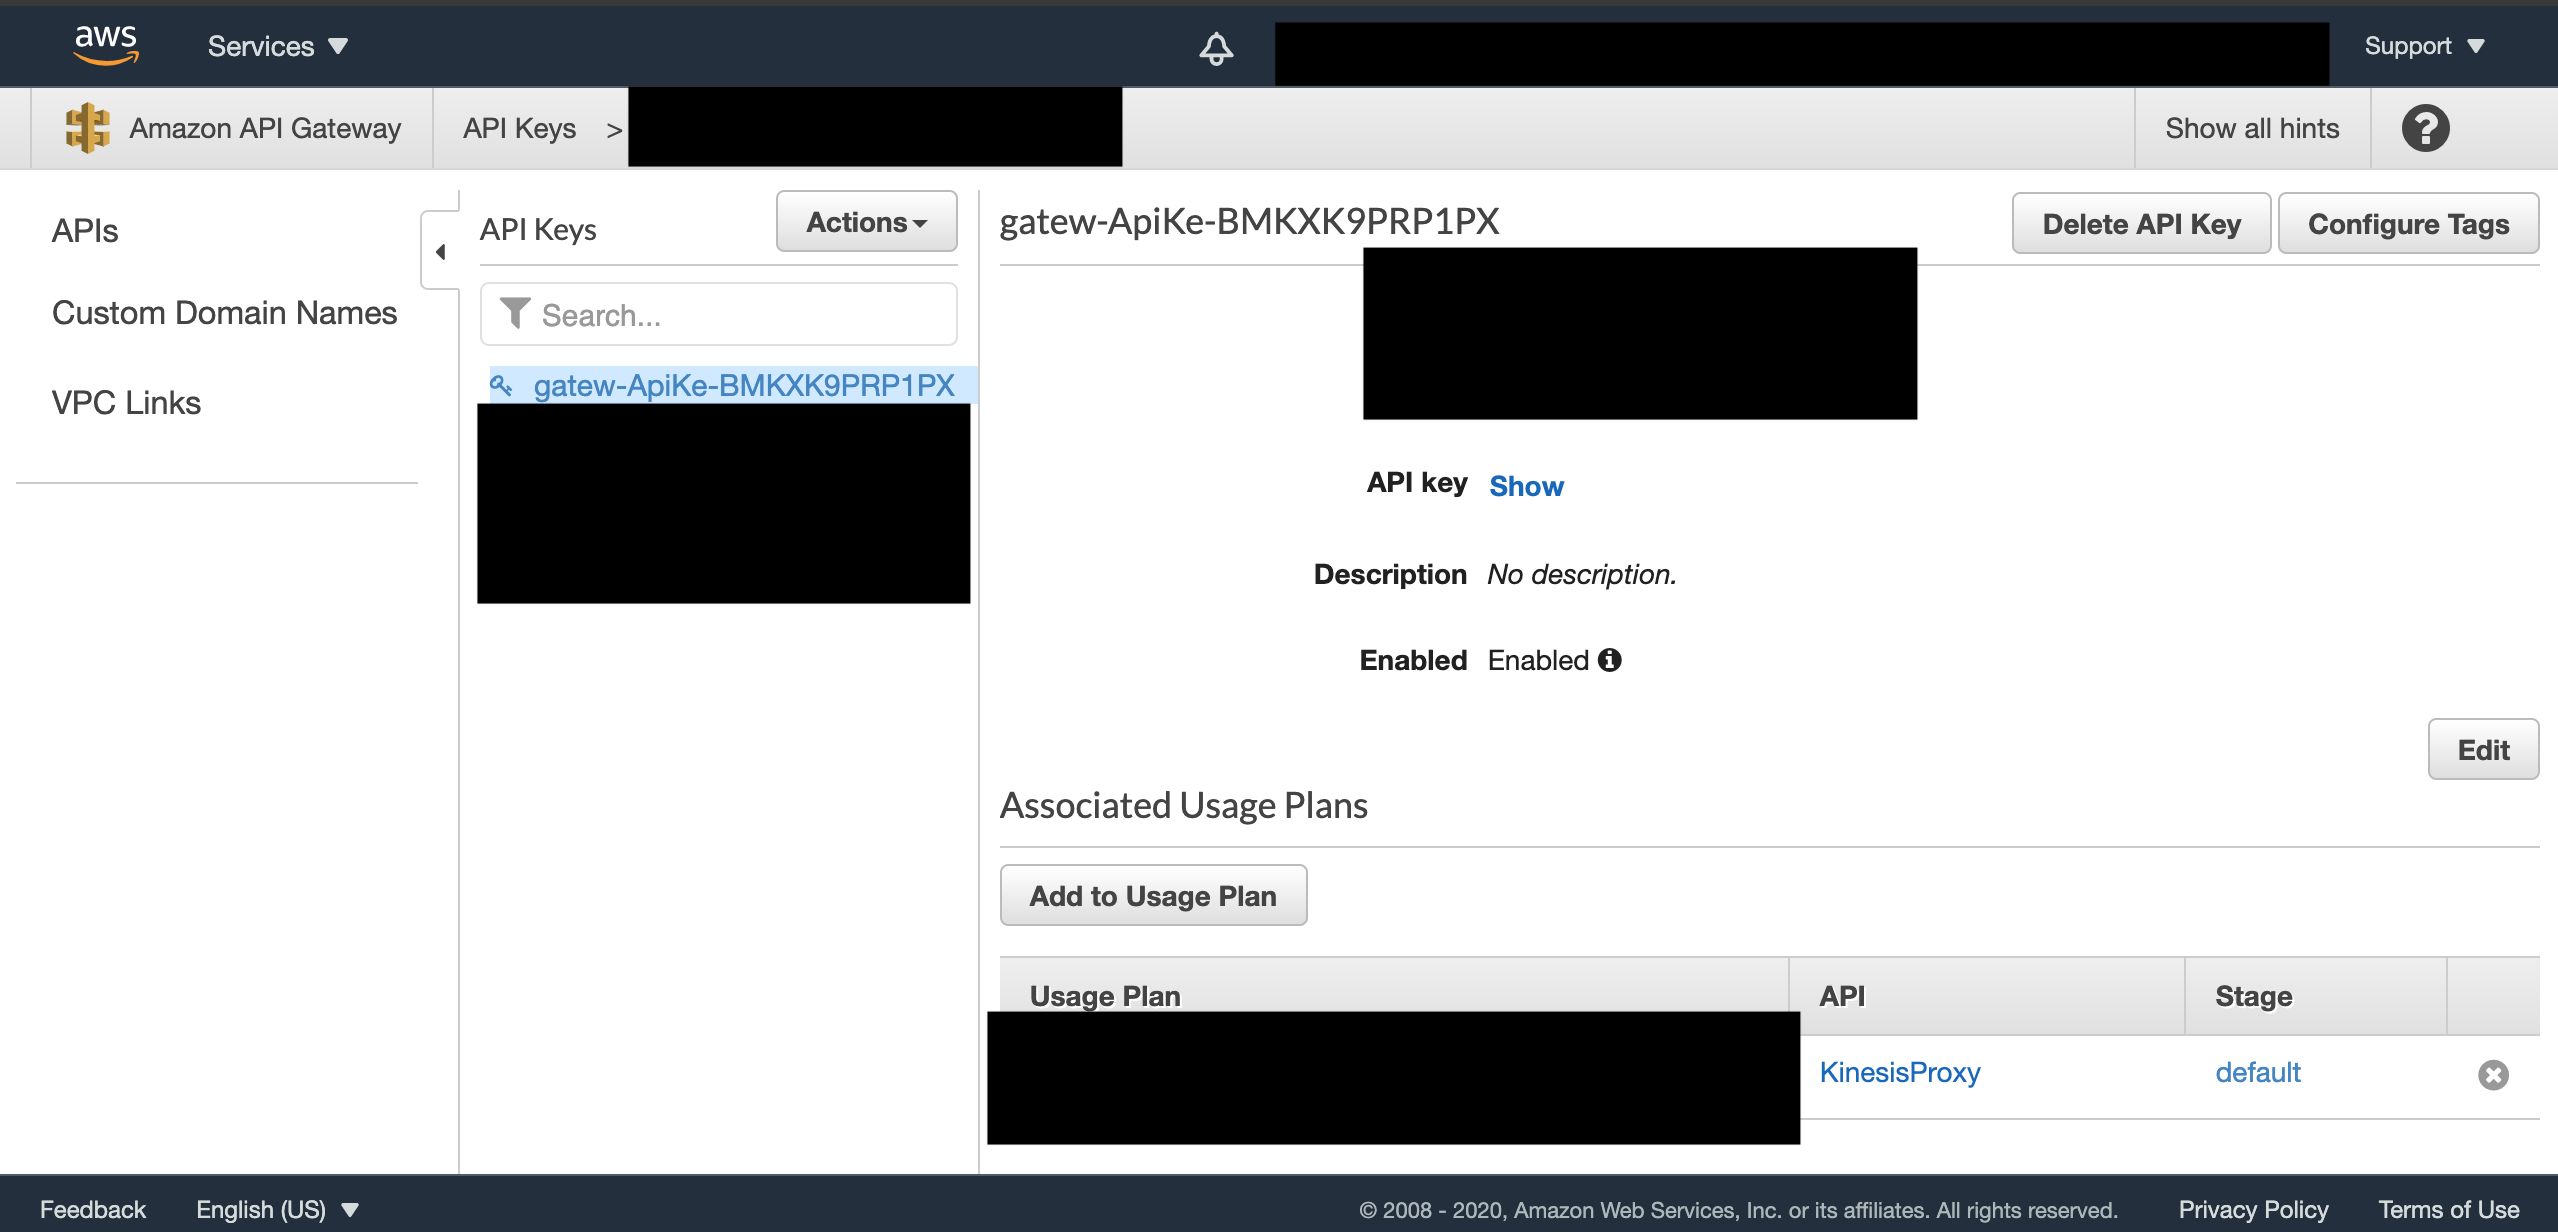 aws
Services
Support
Amazon API Gateway
API Keys >
Show all hints
?
APIs
Custom Domain Names
VPC Links
API Keys
Actions
Search...
gatew-ApiKe-BMKXK9PRP1PX
gatew-ApiKe-BMKXK9PRP1PX
Delete API Key
Configure Tags
API key Show
Description No description.
Enabled Enabled
Edit
Associated Usage Plans
Add to Usage Plan
Usage Plan API Stage
KinesisProxy default
Feedback English (US) © 2008 - 2020, Amazon Web Services, Inc. or its affiliates. All rights reserved. Privacy Policy Terms of Use